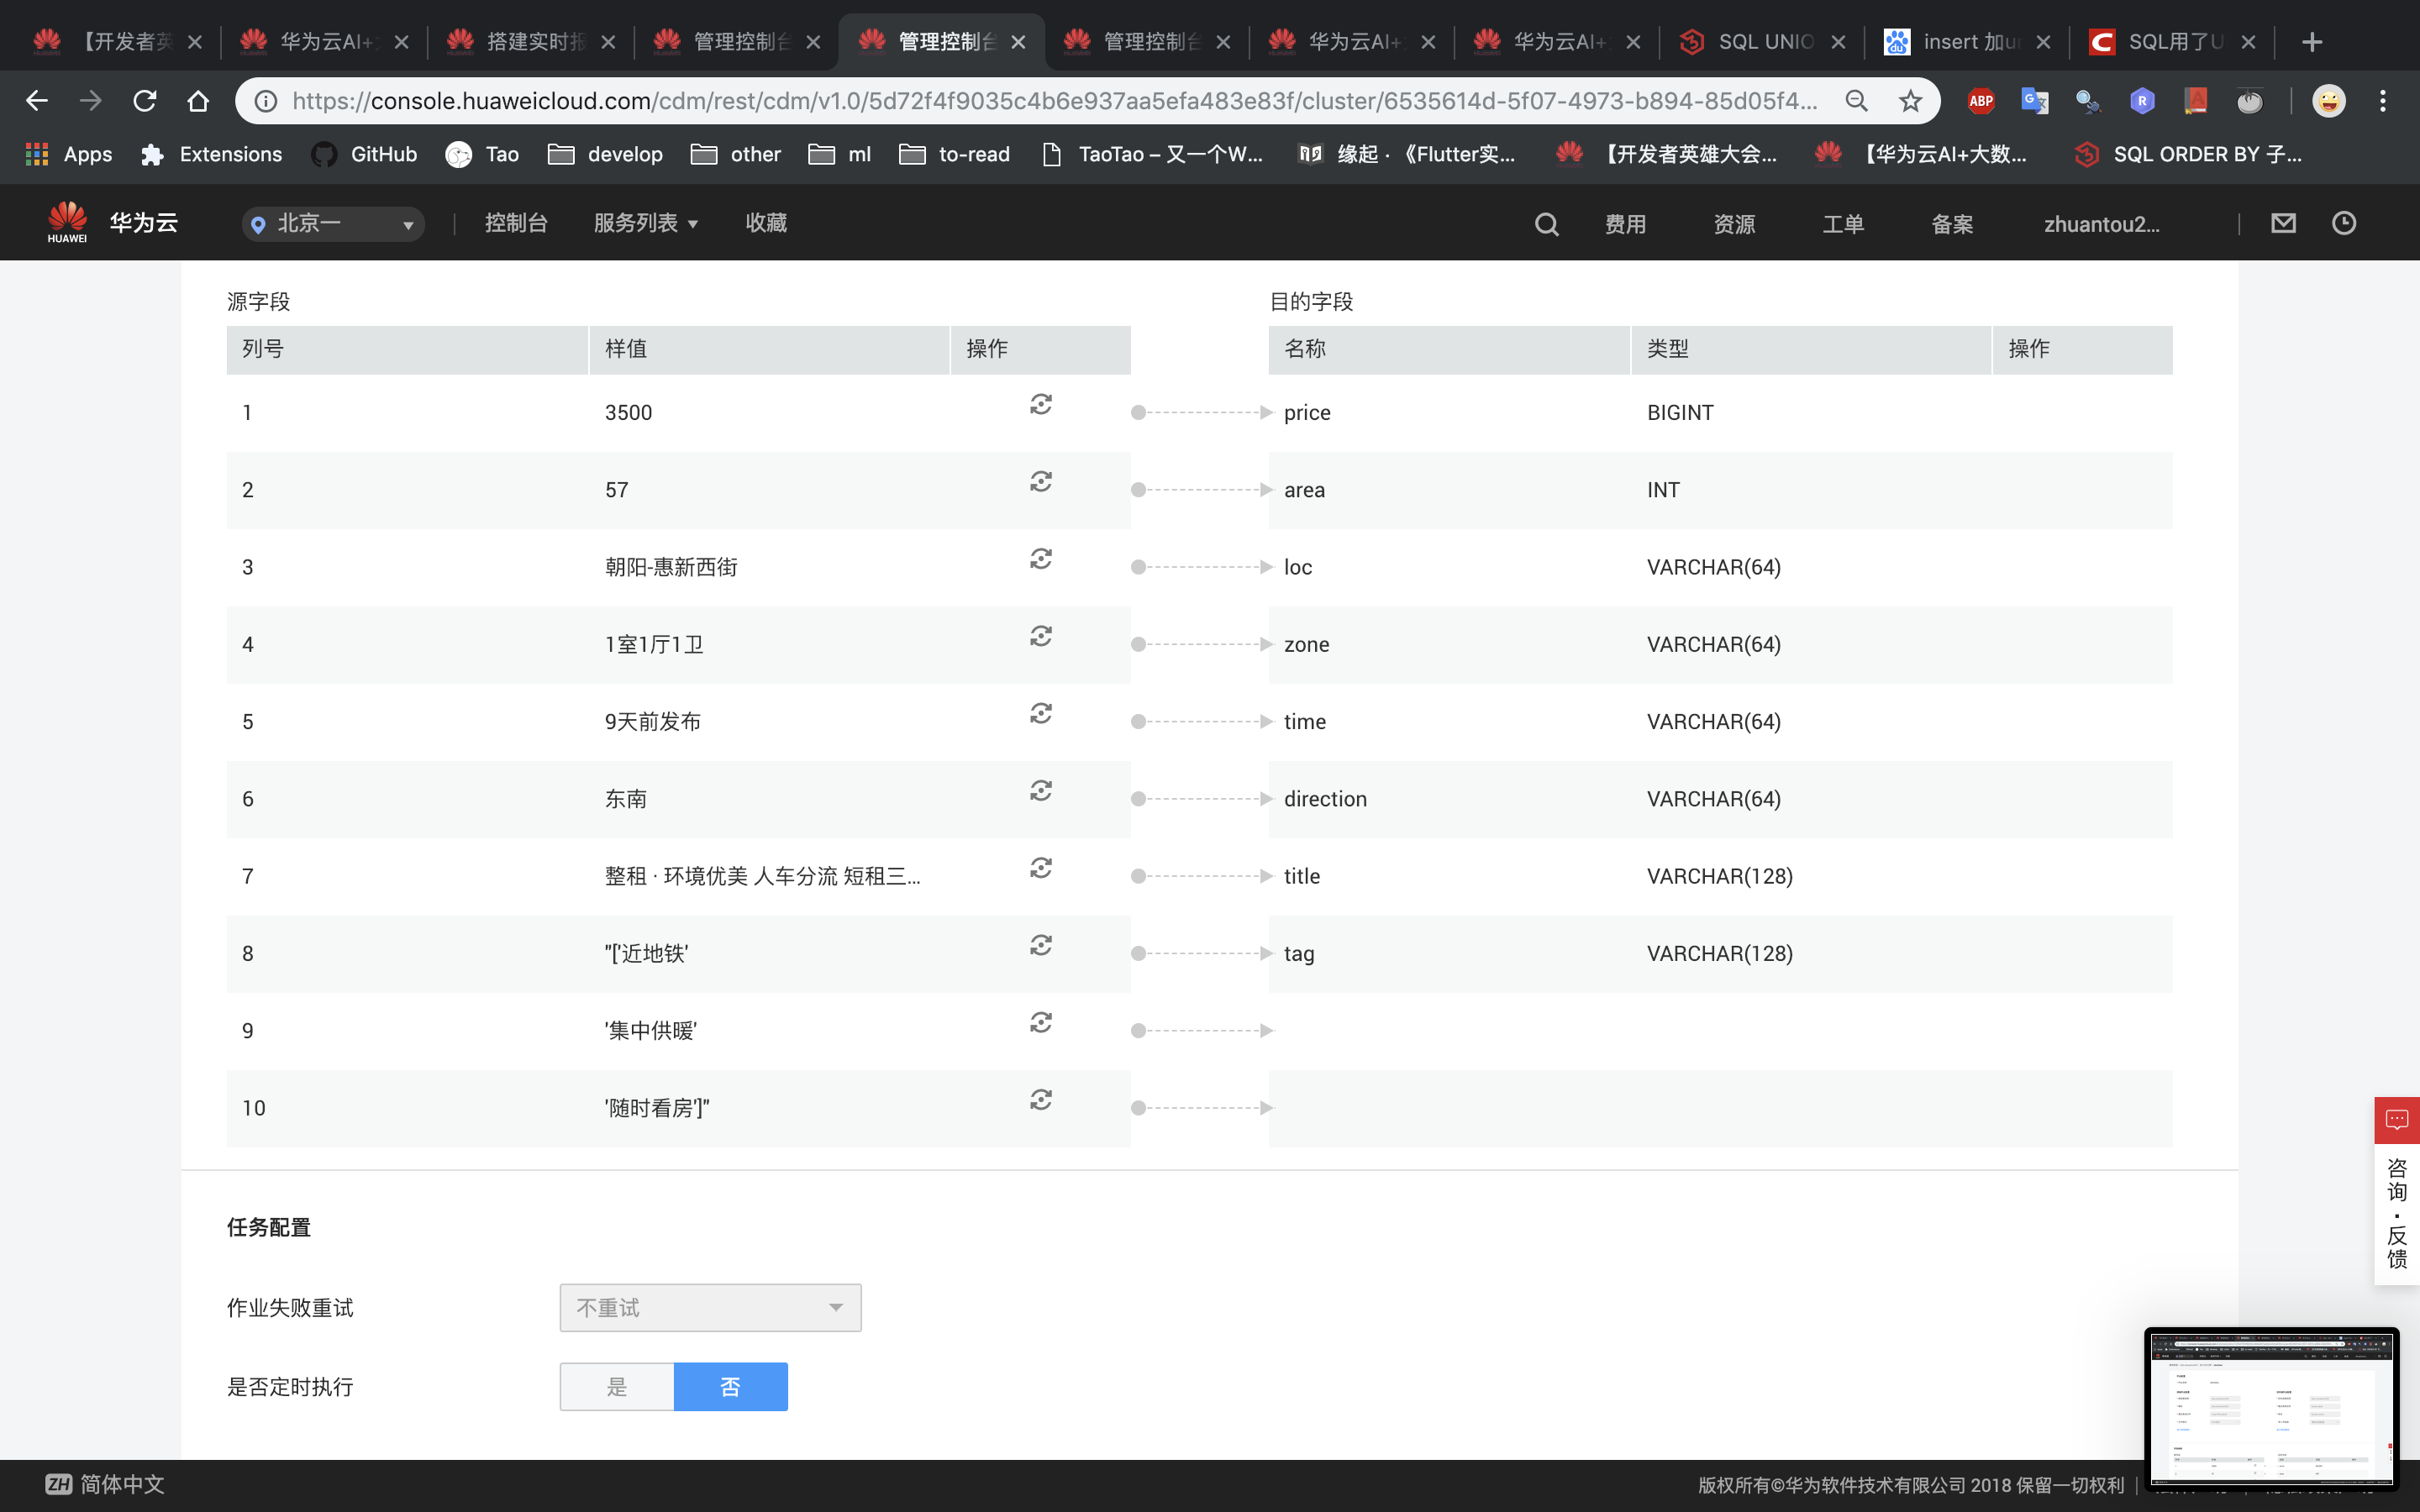 【开发者英
华为云AI+
搭建实时报
管理控制台
管理控制台
管理控制台
华为云AI+
华为云AI+
SQL UNIO
insert 加u
SQL用了U
https://console.huaweicloud.com/cdm/rest/cdm/v1.0/5d72f4f9035c4b6e937aa5efa483e83f/cluster/6535614d-5f07-4973-b894-85d05f4...
ABP
Apps
Extensions
GitHub
Tao
develop
other
ml
to-read
TaoTao – 又一个W...
缘起 · 《Flutter实...
【开发者英雄大会...
【华为云AI+大数...
SQL ORDER BY 子...
HUAWEI
华为云
北京一
控制台
服务列表
收藏
费用
资源
工单
备案
zhuantou2...
源字段
目的字段
列号 样值 操作 名称 类型 操作
1 3500 price BIGINT
2 57 area INT
3 朝阳-惠新西街 loc VARCHAR(64)
4 1室1厅1卫 zone VARCHAR(64)
5 9天前发布 time VARCHAR(64)
6 东南 direction VARCHAR(64)
7 整租 · 环境优美 人车分流 短租三... title VARCHAR(128)
8 "['近地铁' tag VARCHAR(128)
9 '集中供暖'
10 '随时看房']"
任务配置
作业失败重试 不重试
是否定时执行 是 否
咨询·反馈
ZH 简体中文
版权所有©华为软件技术有限公司 2018 保留一切权利